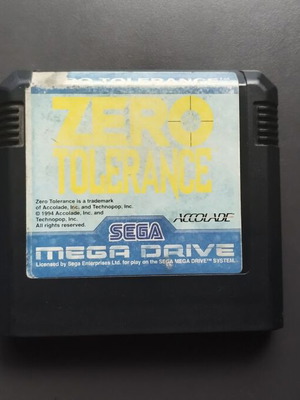 ZERO TOLERANCE
ZERO
TOLERANCE
Zero Tolerance is a trademark
of Accolade, Inc. and Technopop, Inc.
© 1994 Accolade, Inc. and
Technopop, Inc.
All rights reserved.
ACCOLADE
SEGA
MEGA DRIVE
Licensed by Sega Enterprises Ltd. for play on the SEGA MEGA DRIVE™ SYSTEM.